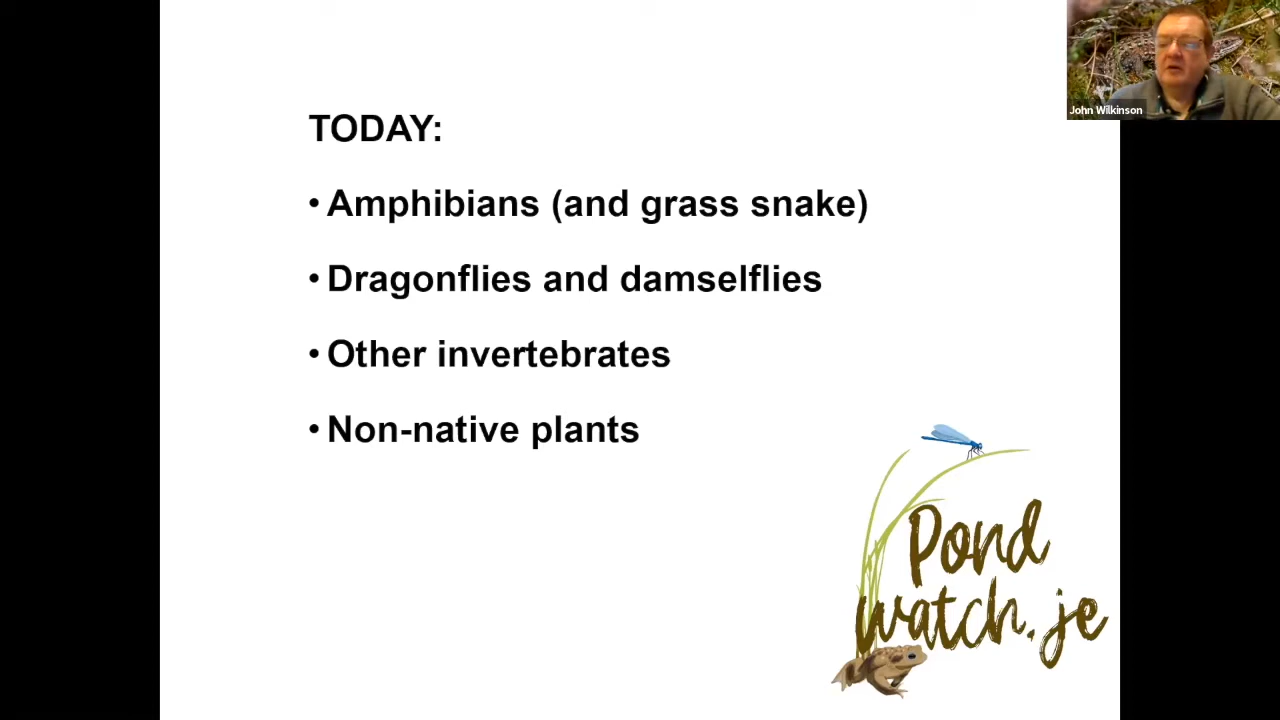 John Wilkinson
TODAY:
• Amphibians (and grass snake)
• Dragonflies and damselflies
• Other invertebrates
• Non-native plants
Pond
watch.je